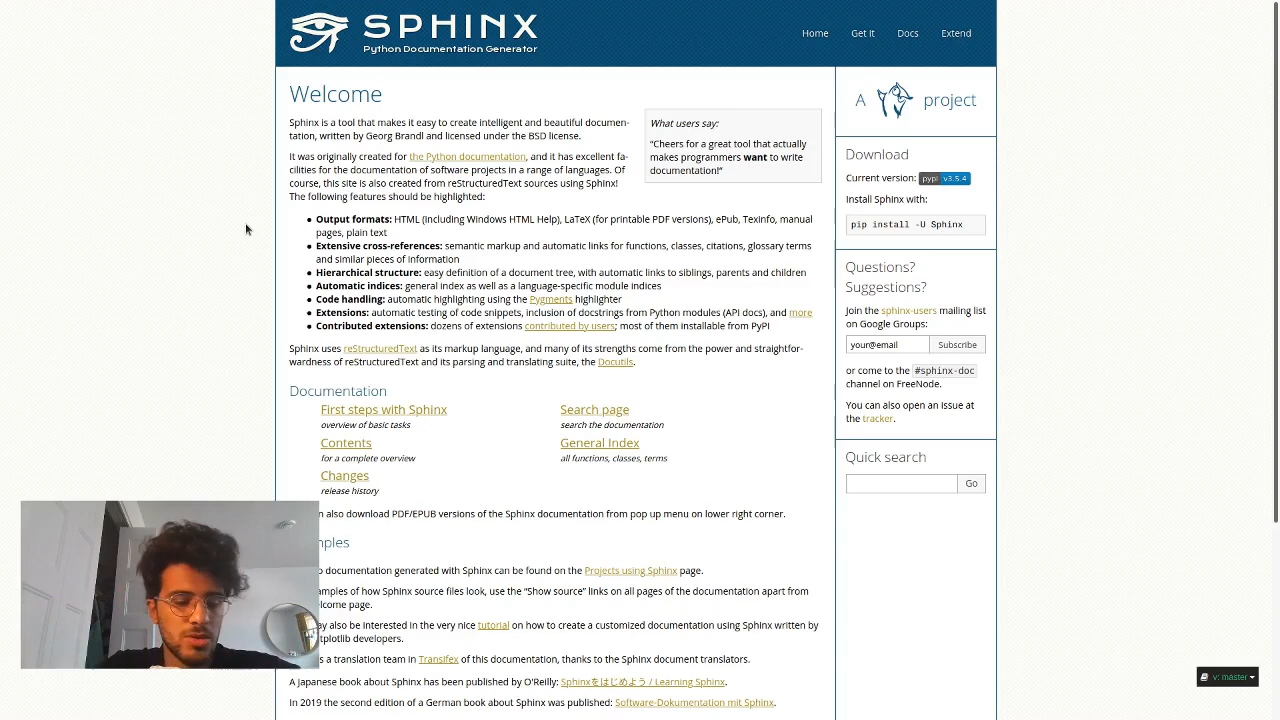 SPHINX
Python Documentation Generator
Home
Get it
Docs
Extend
Welcome
Sphinx is a tool that makes it easy to create intelligent and beautiful documen-
tation, written by Georg Brandl and licensed under the BSD license.
What users say:
“Cheers for a great tool that actually
makes programmers want to write
documentation!“
It was originally created for the Python documentation, and it has excellent fa-
cilities for the documentation of software projects in a range of languages. Of
course, this site is also created from reStructuredText sources using Sphinx!
The following features should be highlighted:
• Output formats: HTML (including Windows HTML Help), LaTeX (for printable PDF versions), ePub, Texinfo, manual
pages, plain text
• Extensive cross-references: semantic markup and automatic links for functions, classes, citations, glossary terms
and similar pieces of information
• Hierarchical structure: easy definition of a document tree, with automatic links to siblings, parents and children
• Automatic indices: general index as well as a language-specific module indices
• Code handling: automatic highlighting using the Pygments highlighter
• Extensions: automatic testing of code snippets, inclusion of docstrings from Python modules (API docs), and more
• Contributed extensions: dozens of extensions contributed by users; most of them installable from PyPI
Sphinx uses reStructuredText as its markup language, and many of its strengths come from the power and straightfor-
wardness of reStructuredText and its parsing and translating suite, the Docutils.
Documentation
First steps with Sphinx
overview of basic tasks
Contents
for a complete overview
Changes
release history
Search page
search the documentation
General Index
all functions, classes, terms
also download PDF/EPUB versions of the Sphinx documentation from pop up menu on lower right corner.
documentation generated with Sphinx can be found on the Projects using Sphinx page.
of how Sphinx source files look, use the “Show source” links on all pages of the documentation apart from
page.
also be interested in the very nice tutorial on how to create a customized documentation using Sphinx written by
developers.
a translation team in Transifex of this documentation, thanks to the Sphinx document translators.
A Japanese book about Sphinx has been published by O'Reilly: Sphinxをはじめよう / Learning Sphinx.
In 2019 the second edition of a German book about Sphinx was published: Software-Dokumentation mit Sphinx.
A project
Download
Current version: pypi v3.5.4
Install Sphinx with:
pip install -U Sphinx
Questions?
Suggestions?
Join the sphinx-users mailing list
on Google Groups:
your@email
Subscribe
or come to the #sphinx-doc
channel on FreeNode.
You can also open an issue at
the tracker.
Quick search
Go
v: master